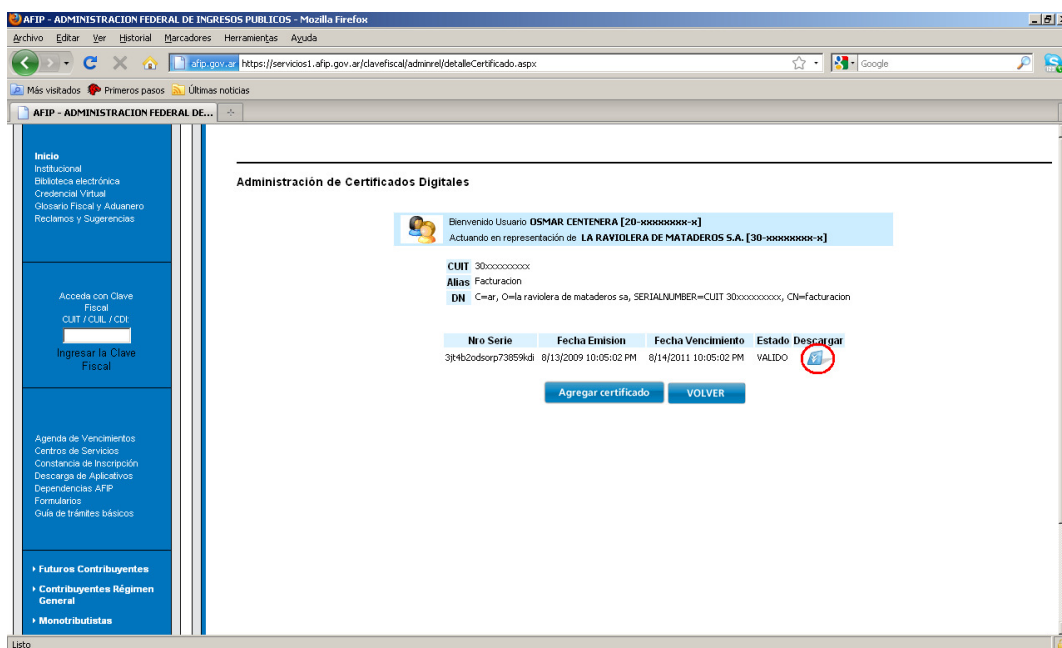 AFIP - ADMINISTRACION FEDERAL DE INGRESOS PUBLICOS - Mozilla Firefox
Archivo Editar Ver Historial Marcadores Herramientas Ayuda
afip.gov.ar https://servicios1.afip.gov.ar/clavefiscal/adminrel/detalleCertificado.aspx Google
Más visitados Primeros pasos Últimas noticias
AFIP - ADMINISTRACION FEDERAL DE...
Inicio
Institucional
Biblioteca electrónica
Credencial Virtual
Glosario Fiscal y Aduanero
Reclamos y Sugerencias
Acceda con Clave
Fiscal
CUIT / CUIL / CDI:
Ingresar la Clave
Fiscal
Agenda de Vencimientos
Centros de Servicios
Constancia de Inscripción
Descarga de Aplicativos
Dependencias AFIP
Formularios
Guía de trámites básicos
Futuros Contribuyentes
Contribuyentes Régimen
General
Monotributistas
Administración de Certificados Digitales
Bienvenido Usuario OSMAR CENTENERA [20-xxxxxxxx-x]
Actuando en representación de LA RAVIOLERA DE MATADEROS S.A. [30-xxxxxxxx-x]
CUIT 30xxxxxxxxx
Alias Facturacion
DN C=ar, O=la raviolera de mataderos sa, SERIALNUMBER=CUIT 30xxxxxxxxx, CN=facturacion
Nro Serie Fecha Emision Fecha Vencimiento Estado Descargar
3jt4b2odsorp73859kdi 8/13/2009 10:05:02 PM 8/14/2011 10:05:02 PM VALIDO
Agregar certificado VOLVER
Listo